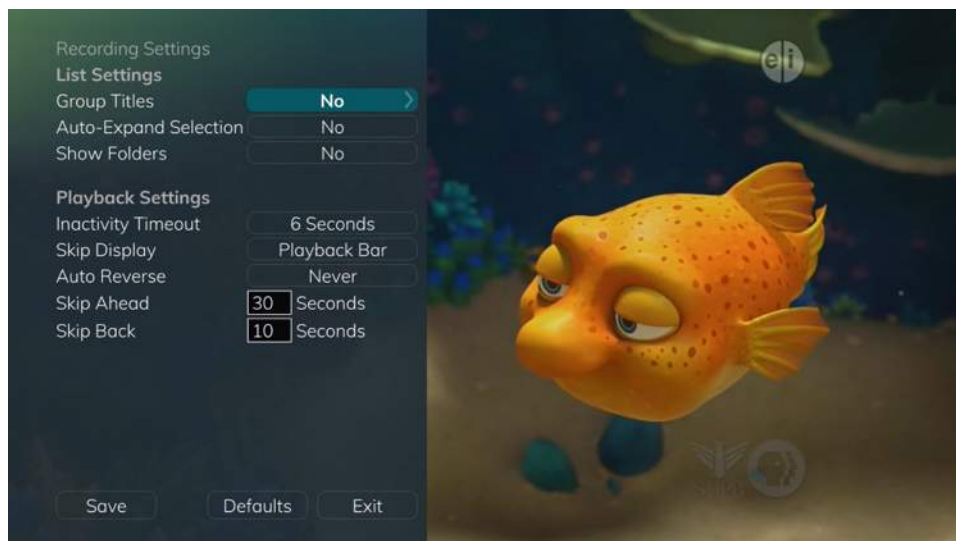 Recording Settings
List Settings
Group Titles No
Auto-Expand Selection No
Show Folders No
Playback Settings
Inactivity Timeout 6 Seconds
Skip Display Playback Bar
Auto Reverse Never
Skip Ahead 30 Seconds
Skip Back 10 Seconds
Save Defaults Exit
e/i